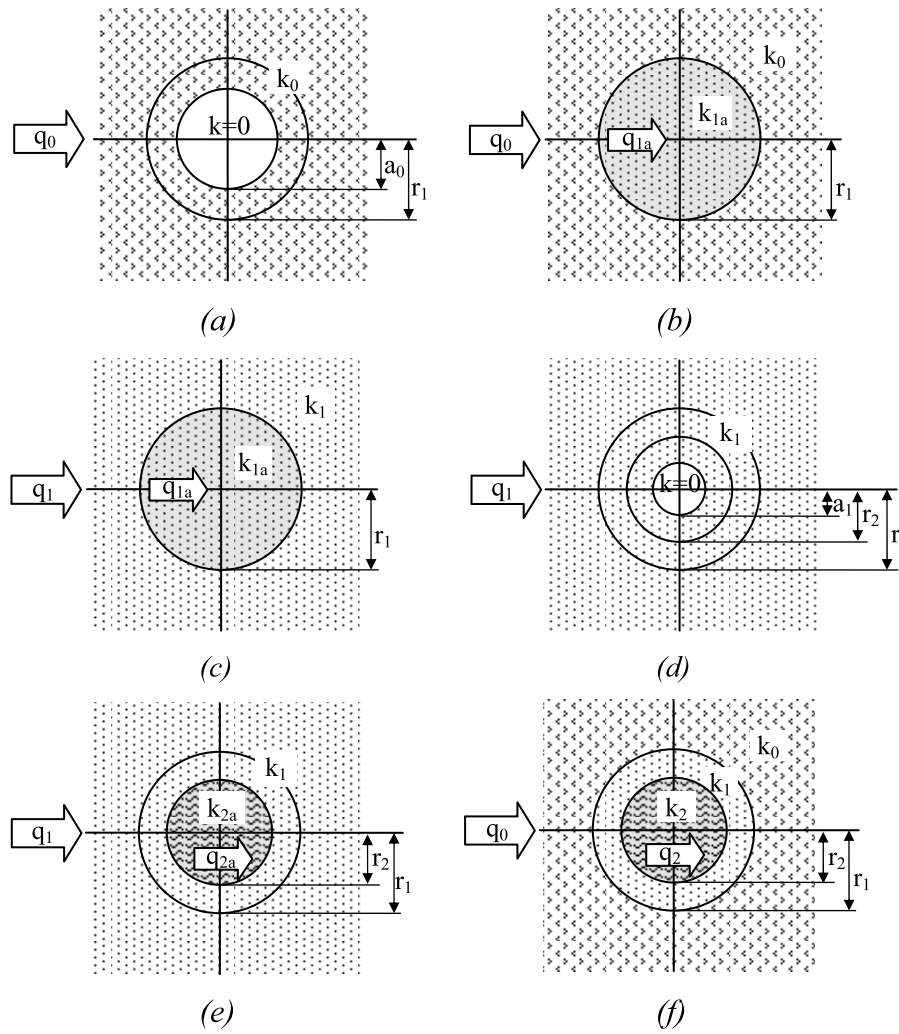 k₀
k=0
q₀
a₀
r₁
(a)
k₀
k₁ₐ
q₀
q₁ₐ
r₁
(b)
k₁
k₁ₐ
q₁
q₁ₐ
r₁
(c)
k₁
q₁
k=0
a₁
r₂
r
(d)
k₁
k₂ₐ
q₁
q₂ₐ
r₂
r₁
(e)
k₀
k₁
k₂
q₀
q₂
r₂
r₁
(f)